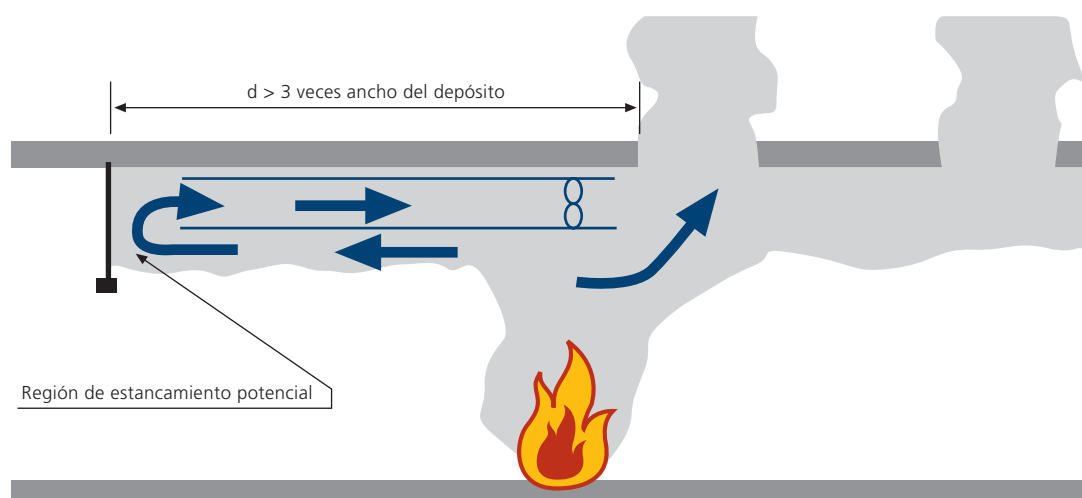 d > 3 veces ancho del depósito
Región de estancamiento potencial